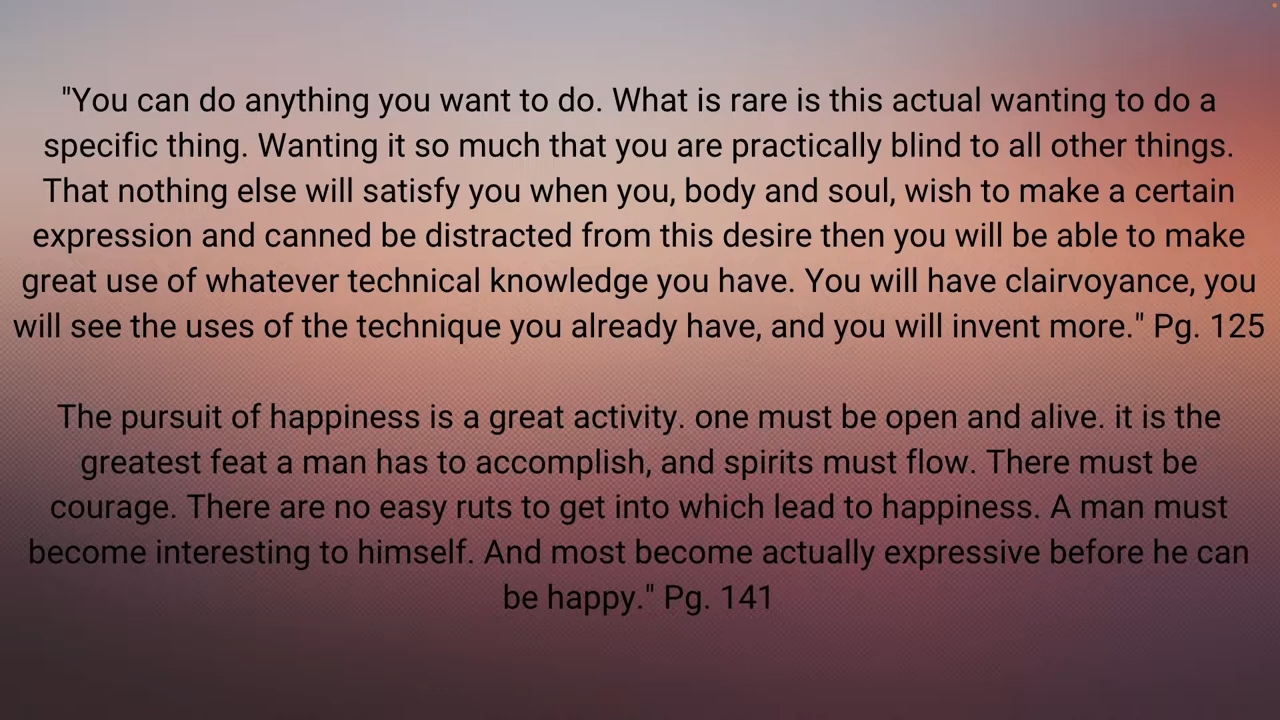 "You can do anything you want to do. What is rare is this actual wanting to do a
specific thing. Wanting it so much that you are practically blind to all other things.
That nothing else will satisfy you when you, body and soul, wish to make a certain
expression and canned be distracted from this desire then you will be able to make
great use of whatever technical knowledge you have. You will have clairvoyance, you
will see the uses of the technique you already have, and you will invent more." Pg. 125
The pursuit of happiness is a great activity. one must be open and alive. it is the
greatest feat a man has to accomplish, and spirits must flow. There must be
courage. There are no easy ruts to get into which lead to happiness. A man must
become interesting to himself. And most become actually expressive before he can
be happy." Pg. 141